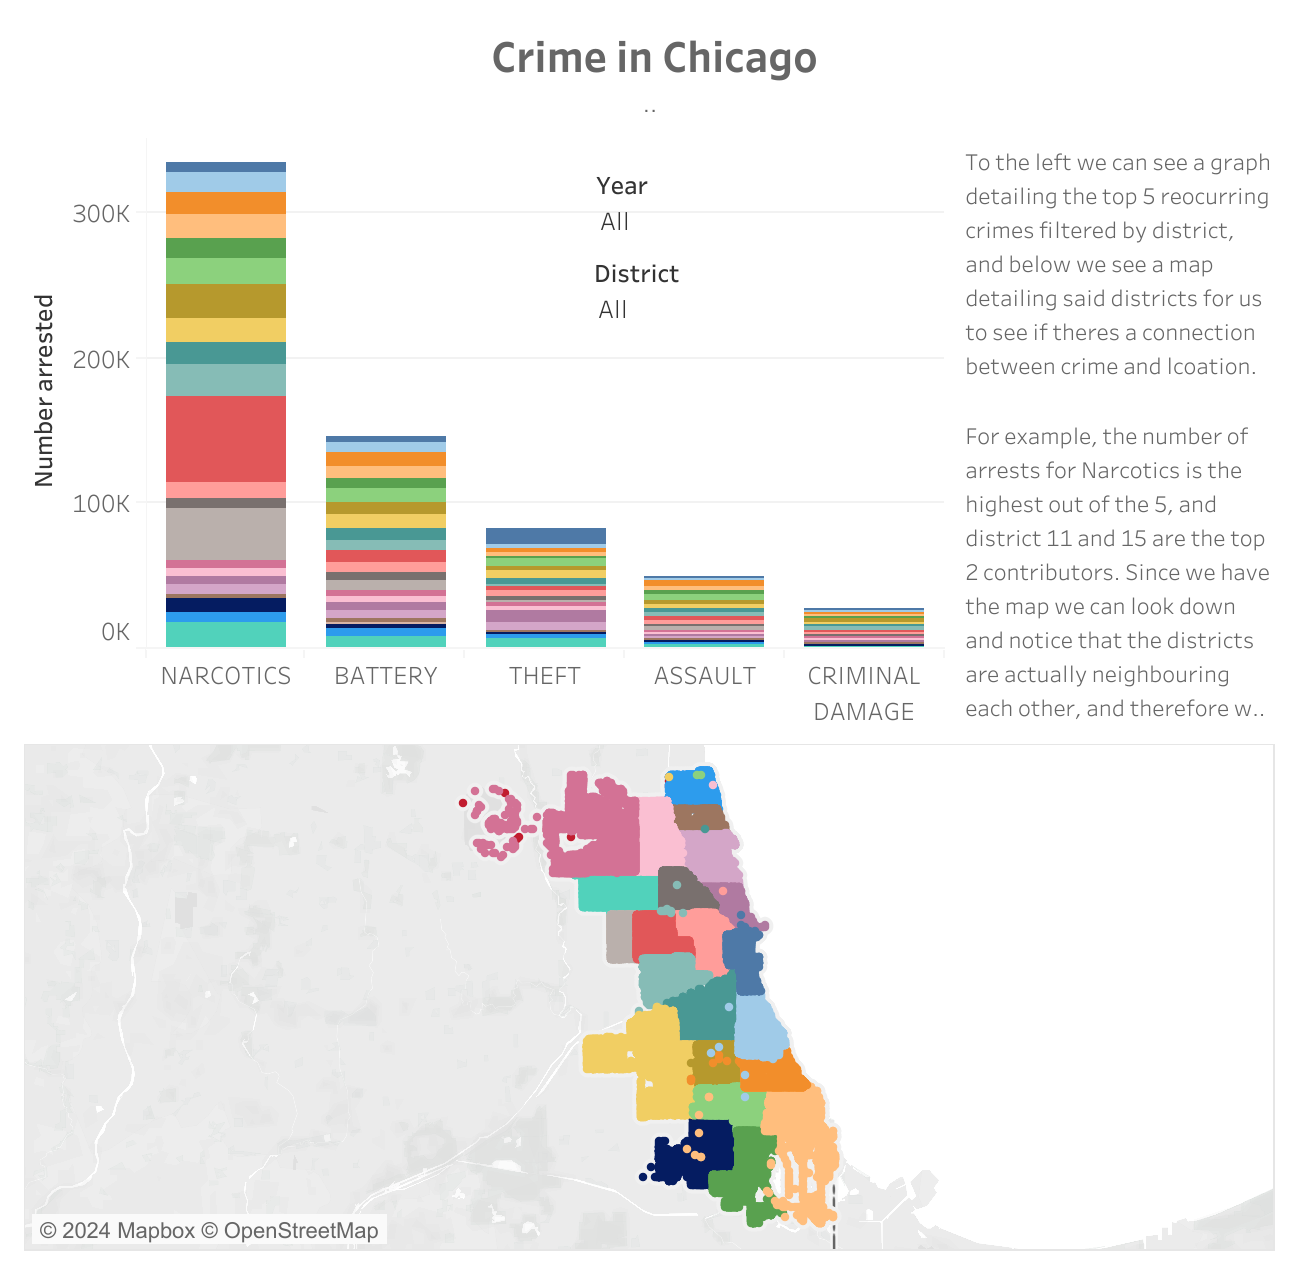 Crime in Chicago
..
Number arrested
300K
200K
100K
0K
Year
All
District
All
NARCOTICS
BATTERY
THEFT
ASSAULT
CRIMINAL
DAMAGE
To the left we can see a graph
detailing the top 5 reocurring
crimes filtered by district,
and below we see a map
detailing said districts for us
to see if theres a connection
between crime and lcoation.
For example, the number of
arrests for Narcotics is the
highest out of the 5, and
district 11 and 15 are the top
2 contributors. Since we have
the map we can look down
and notice that the districts
are actually neighbouring
each other, and therefore w..
© 2024 Mapbox © OpenStreetMap